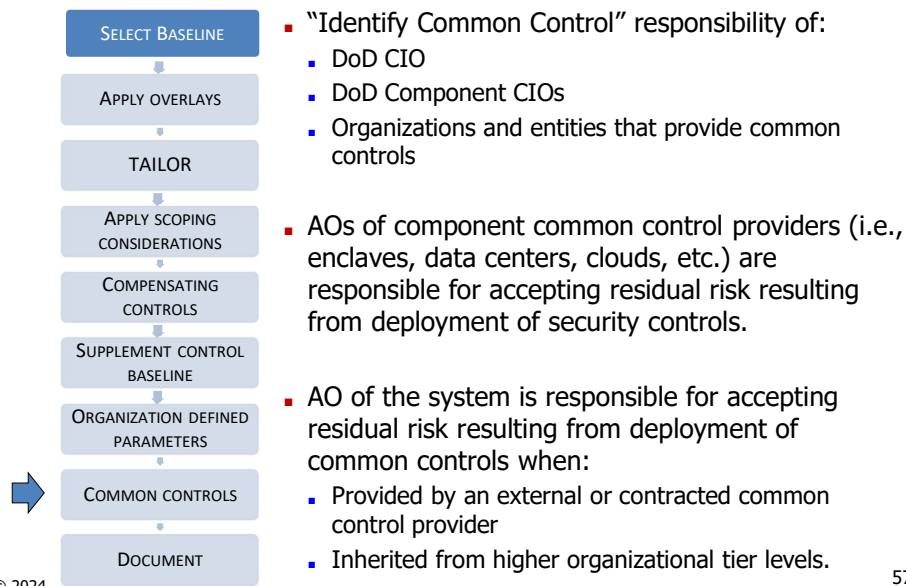 SELECT BASELINE
APPLY OVERLAYS
TAILOR
APPLY SCOPING
CONSIDERATIONS
COMPENSATING
CONTROLS
SUPPLEMENT CONTROL
BASELINE
ORGANIZATION DEFINED
PARAMETERS
COMMON CONTROLS
DOCUMENT
“Identify Common Control” responsibility of:
DoD CIO
DoD Component CIOs
Organizations and entities that provide common
controls
AOs of component common control providers (i.e.,
enclaves, data centers, clouds, etc.) are
responsible for accepting residual risk resulting
from deployment of security controls.
AO of the system is responsible for accepting
residual risk resulting from deployment of
common controls when:
Provided by an external or contracted common
control provider
Inherited from higher organizational tier levels.
© 2024